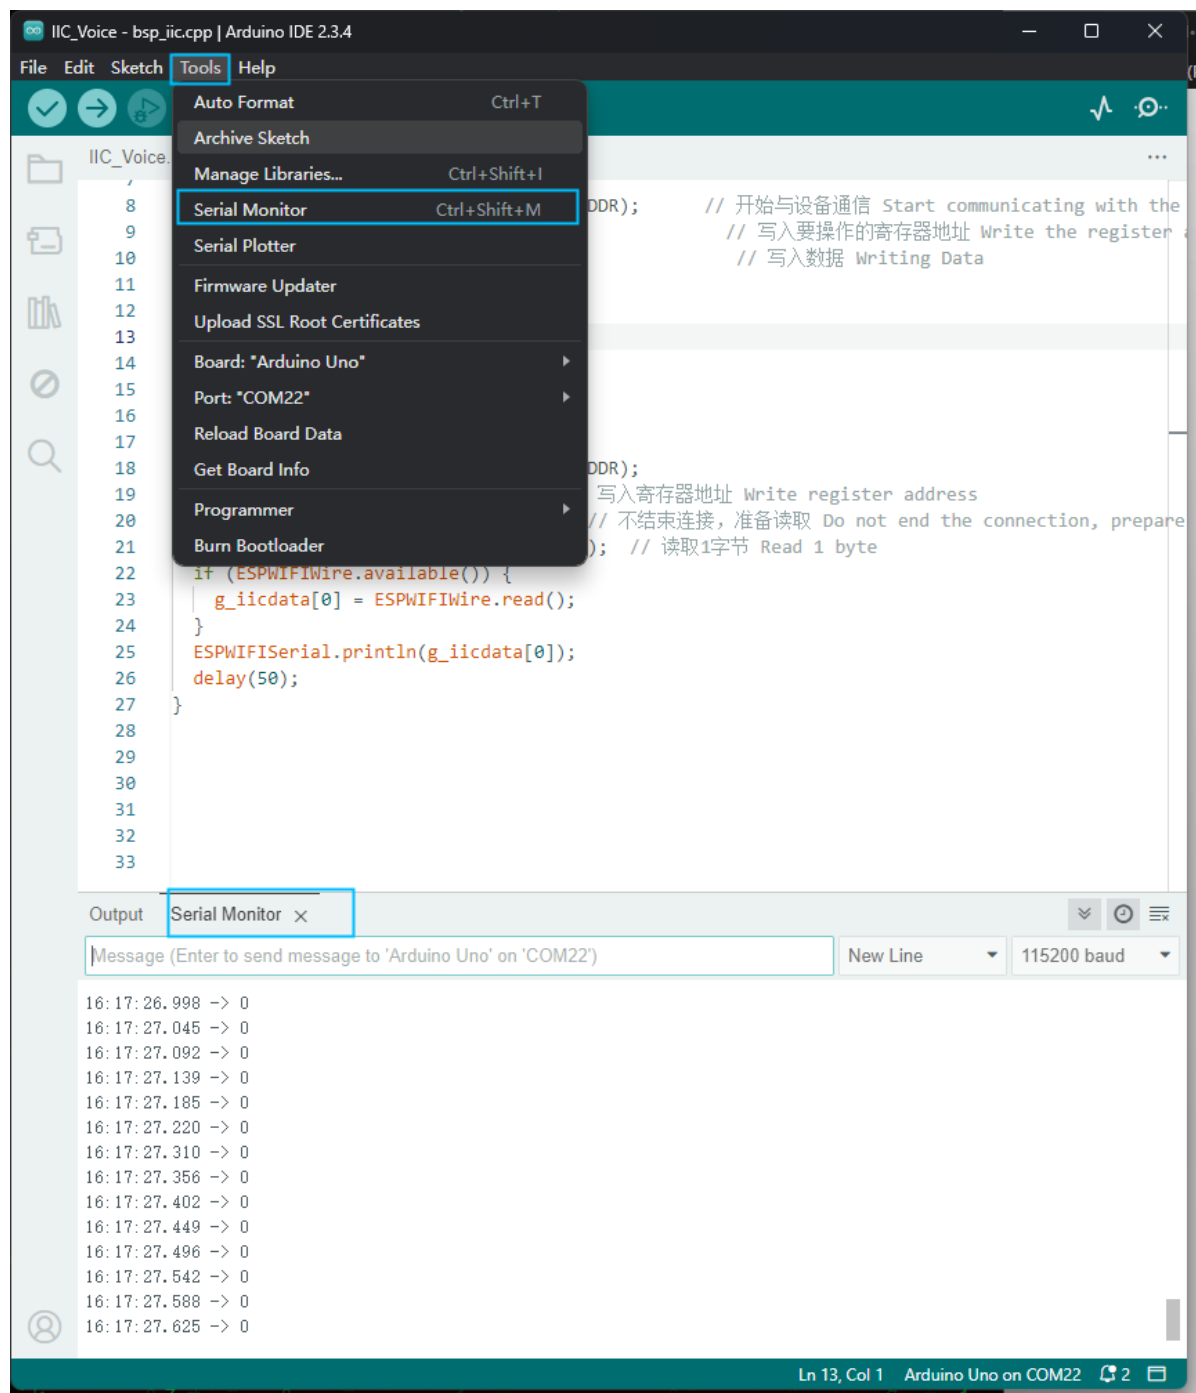 IIC_Voice - bsp_iic.cpp | Arduino IDE 2.3.4
File Edit Sketch Tools Help
Auto Format Ctrl+T
Archive Sketch
Manage Libraries... Ctrl+Shift+I
Serial Monitor Ctrl+Shift+M
Serial Plotter
Firmware Updater
Upload SSL Root Certificates
Board: "Arduino Uno"
Port: "COM22"
Reload Board Data
Get Board Info
Programmer
Burn Bootloader
IIC_Voice.
8 DDR); // 开始与设备通信 Start communicating with the
9 // 写入要操作的寄存器地址 Write the register
10 // 写入数据 Writing Data
11
12
13
14
15
16
17
18 DDR);
19 写入寄存器地址 Write register address
20 // 不结束连接，准备读取 Do not end the connection, prepare
21 ); // 读取1字节 Read 1 byte
22 if (ESPWIFIWire.available()) {
23 g_iicdata[0] = ESPWIFIWire.read();
24 }
25 ESPWIFISerial.println(g_iicdata[0]);
26 delay(50);
27 }
28
29
30
31
32
33
Output Serial Monitor ×
Message (Enter to send message to 'Arduino Uno' on 'COM22') New Line 115200 baud
16:17:26.998 -> 0
16:17:27.045 -> 0
16:17:27.092 -> 0
16:17:27.139 -> 0
16:17:27.185 -> 0
16:17:27.220 -> 0
16:17:27.310 -> 0
16:17:27.356 -> 0
16:17:27.402 -> 0
16:17:27.449 -> 0
16:17:27.496 -> 0
16:17:27.542 -> 0
16:17:27.588 -> 0
16:17:27.625 -> 0
Ln 13, Col 1 Arduino Uno on COM22 2